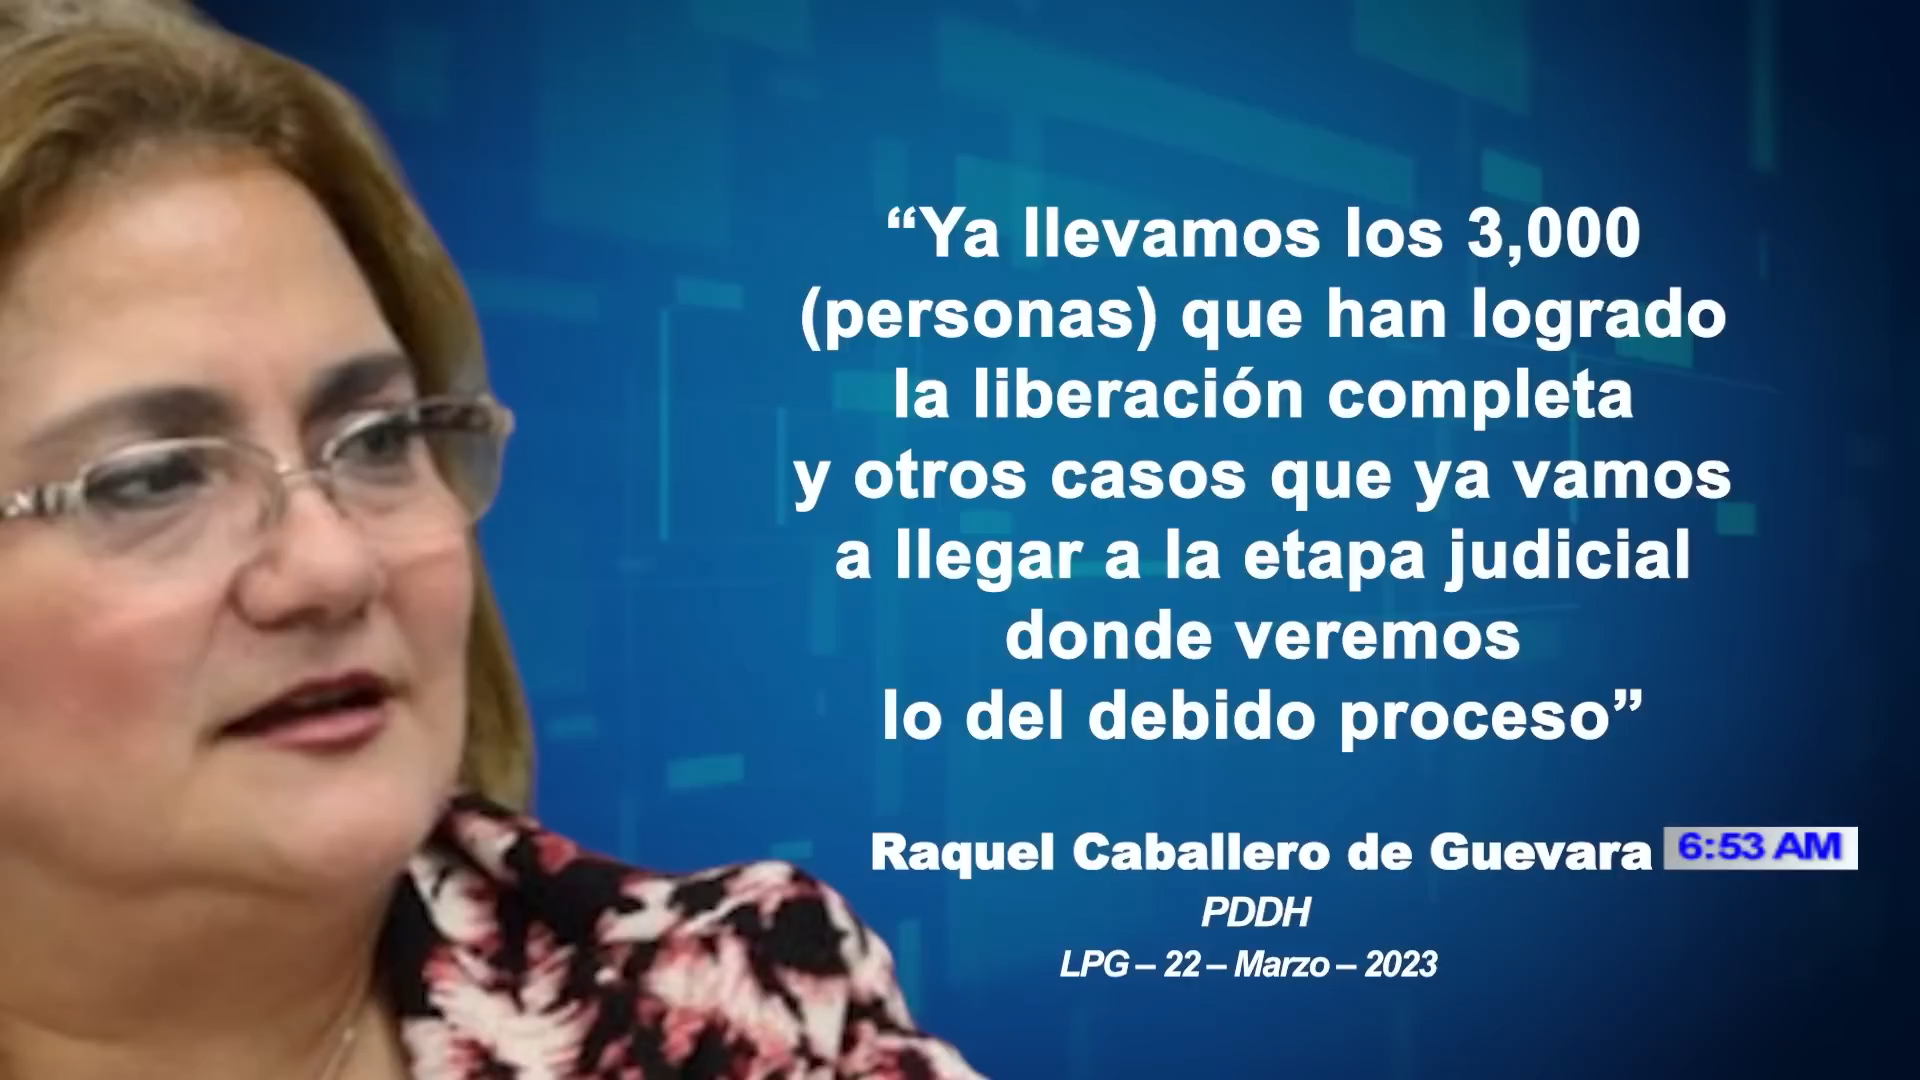 “Ya llevamos los 3,000
(personas) que han logrado
la liberación completa
y otros casos que ya vamos
a llegar a la etapa judicial
donde veremos
lo del debido proceso”
Raquel Caballero de Guevara
6:53 AM
PDDH
LPG – 22 – Marzo – 2023